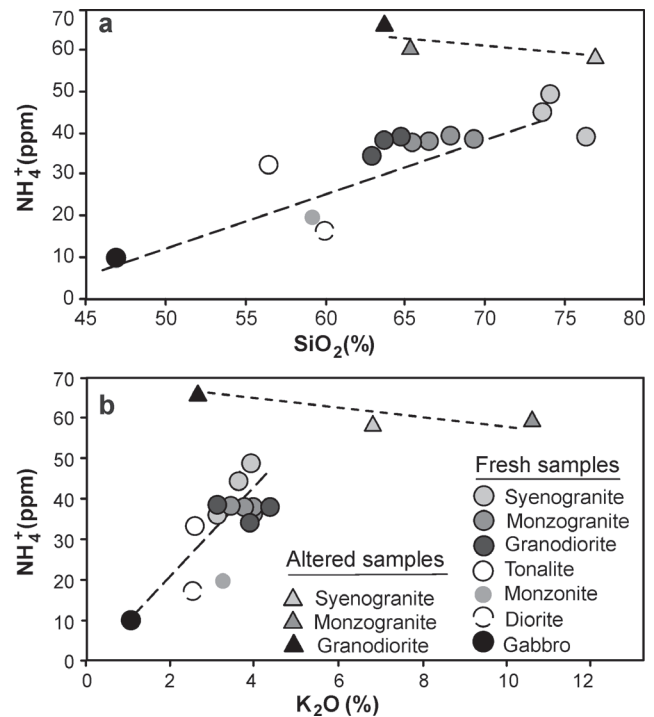 a
70
66
60
50
40
30
20
10
0
NH₄⁺(ppm)
45
50
55
60
65
70
75
80
SiO₂(%)
b
70
60
50
40
30
20
10
0
NH₄⁺(ppm)
Fresh samples
Syenogranite
Monzogranite
Granodiorite
Tonalite
Monzonite
Diorite
Gabbro
Altered samples
Syenogranite
Monzogranite
Granodiorite
0
2
4
6
8
10
12
K₂O (%)